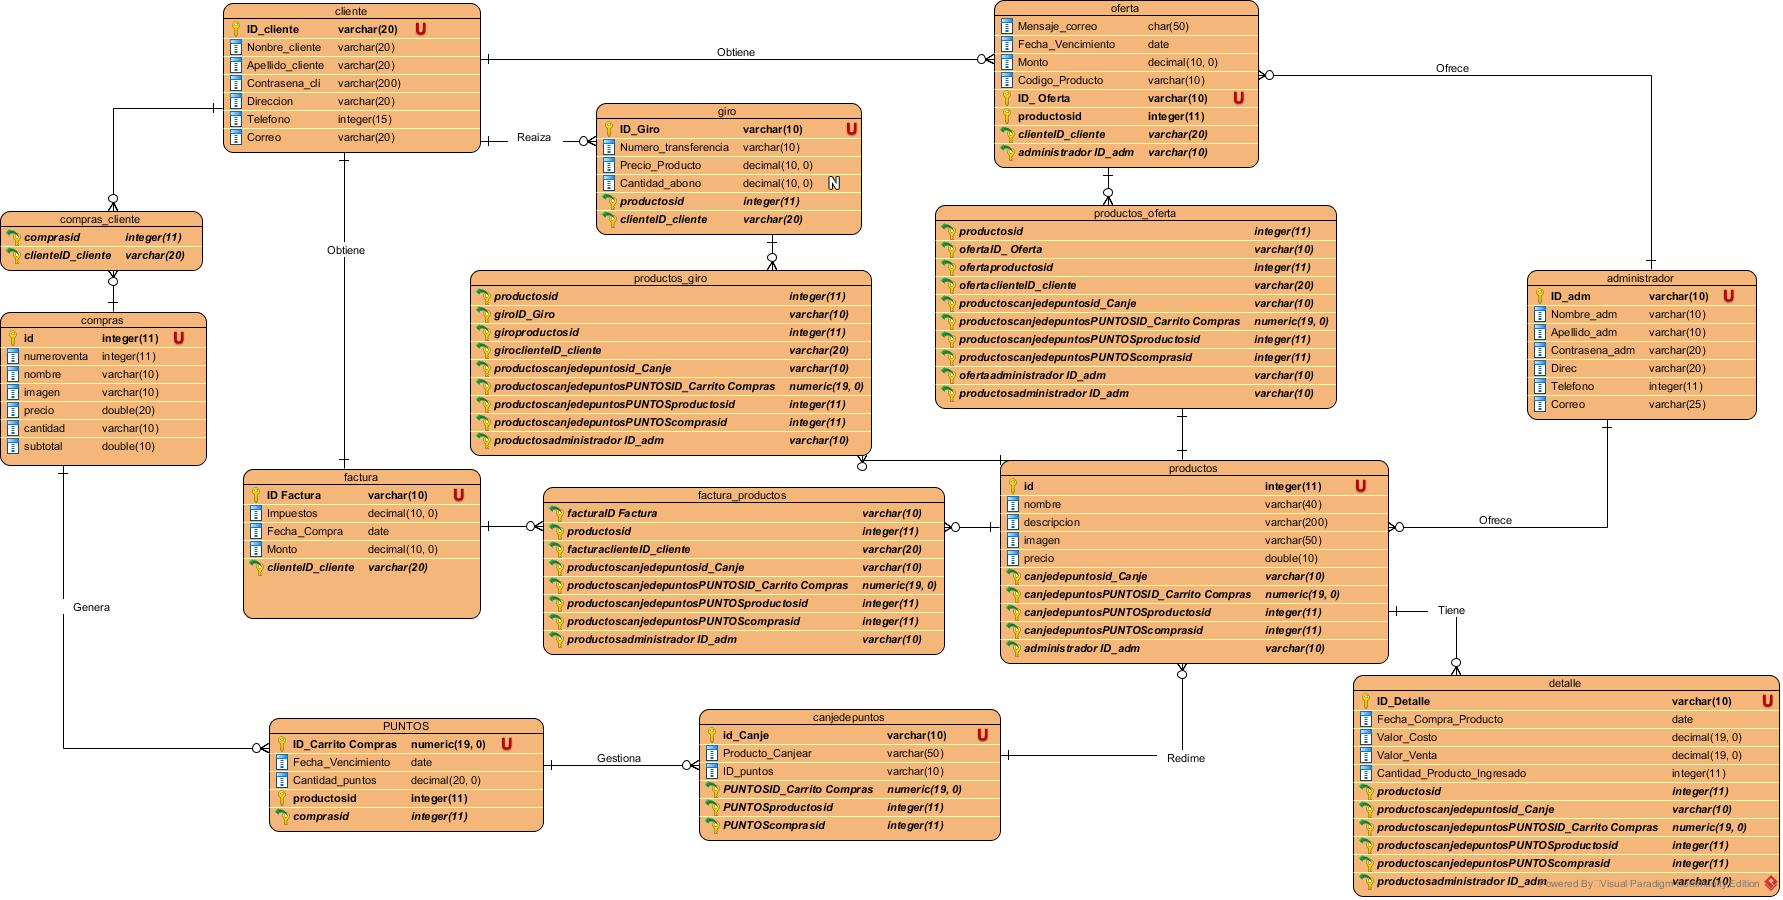 cliente
ID_cliente varchar(20) U
Nonbre_cliente varchar(20)
Apellido_cliente varchar(20)
Contrasena_cli varchar(200)
Direccion varchar(20)
Telefono integer(15)
Correo varchar(20)
Obtiene
oferta
Mensaje_correo char(50)
Fecha_Vencimiento date
Monto decimal(10, 0)
Codigo_Producto varchar(10)
ID_ Oferta varchar(10) U
productosid integer(11)
clienteID_cliente varchar(20)
administrador ID_adm varchar(10)
Ofrece
Reaiza
giro
ID_Giro varchar(10) U
Numero_transferencia varchar(10)
Precio_Producto decimal(10, 0)
Cantidad_abono decimal(10, 0) N
productosid integer(11)
clienteID_cliente varchar(20)
compras_cliente
comprasid integer(11)
clienteID_cliente varchar(20)
Obtiene
productos_oferta
productosid integer(11)
ofertaID_ Oferta varchar(10)
ofertaproductosid integer(11)
ofertaclienteID_cliente varchar(20)
productoscanjedepuntosid_Canje varchar(10)
productoscanjedepuntosPUNTOSID_Carrito Compras numeric(19, 0)
productoscanjedepuntosPUNTOSproductosid integer(11)
productoscanjedepuntosPUNTOScomprasid integer(11)
ofertaadministrador ID_adm varchar(10)
productosadministrador ID_adm varchar(10)
productos_giro
productosid integer(11)
giroID_Giro varchar(10)
giroproductosid integer(11)
giroclienteID_cliente varchar(20)
productoscanjedepuntosid_Canje varchar(10)
productoscanjedepuntosPUNTOSID_Carrito Compras numeric(19, 0)
productoscanjedepuntosPUNTOSproductosid integer(11)
productoscanjedepuntosPUNTOScomprasid integer(11)
productosadministrador ID_adm varchar(10)
administrador
ID_adm varchar(10) U
Nombre_adm varchar(10)
Apellido_adm varchar(10)
Contrasena_adm varchar(20)
Direc varchar(20)
Telefono integer(11)
Correo varchar(25)
compras
id integer(11) U
numeroventa integer(11)
nombre varchar(10)
imagen varchar(10)
precio double(20)
cantidad varchar(10)
subtotal double(10)
factura
ID Factura varchar(10) U
Impuestos decimal(10, 0)
Fecha_Compra date
Monto decimal(10, 0)
clienteID_cliente varchar(20)
factura_productos
facturaID Factura varchar(10)
productosid integer(11)
facturaclienteID_cliente varchar(20)
productoscanjedepuntosid_Canje varchar(10)
productoscanjedepuntosPUNTOSID_Carrito Compras numeric(19, 0)
productoscanjedepuntosPUNTOSproductosid integer(11)
productoscanjedepuntosPUNTOScomprasid integer(11)
productosadministrador ID_adm varchar(10)
productos
id integer(11) U
nombre varchar(40)
descripcion varchar(200)
imagen varchar(50)
precio double(10)
canjedepuntosid_Canje varchar(10)
canjedepuntosPUNTOSID_Carrito Compras numeric(19, 0)
canjedepuntosPUNTOSproductosid integer(11)
canjedepuntosPUNTOScomprasid integer(11)
administrador ID_adm varchar(10)
Ofrece
Genera
Tiene
PUNTOS
ID_Carrito Compras numeric(19, 0) U
Fecha_Vencimiento date
Cantidad_puntos decimal(20, 0)
productosid integer(11)
comprasid integer(11)
Gestiona
canjedepuntos
id_Canje varchar(10) U
Producto_Canjear varchar(50)
ID_puntos varchar(10)
PUNTOSID_Carrito Compras numeric(19, 0)
PUNTOSproductosid integer(11)
PUNTOScomprasid integer(11)
Redime
detalle
ID_Detalle varchar(10) U
Fecha_Compra_Producto date
Valor_Costo decimal(19, 0)
Valor_Venta decimal(19, 0)
Cantidad_Producto_Ingresado integer(11)
productosid integer(11)
productoscanjedepuntosid_Canje varchar(10)
productoscanjedepuntosPUNTOSID_Carrito Compras numeric(19, 0)
productoscanjedepuntosPUNTOSproductosid integer(11)
productoscanjedepuntosPUNTOScomprasid integer(11)
productosadministrador ID_adm varchar(10)
Powered By Visual Paradigm Community Edition